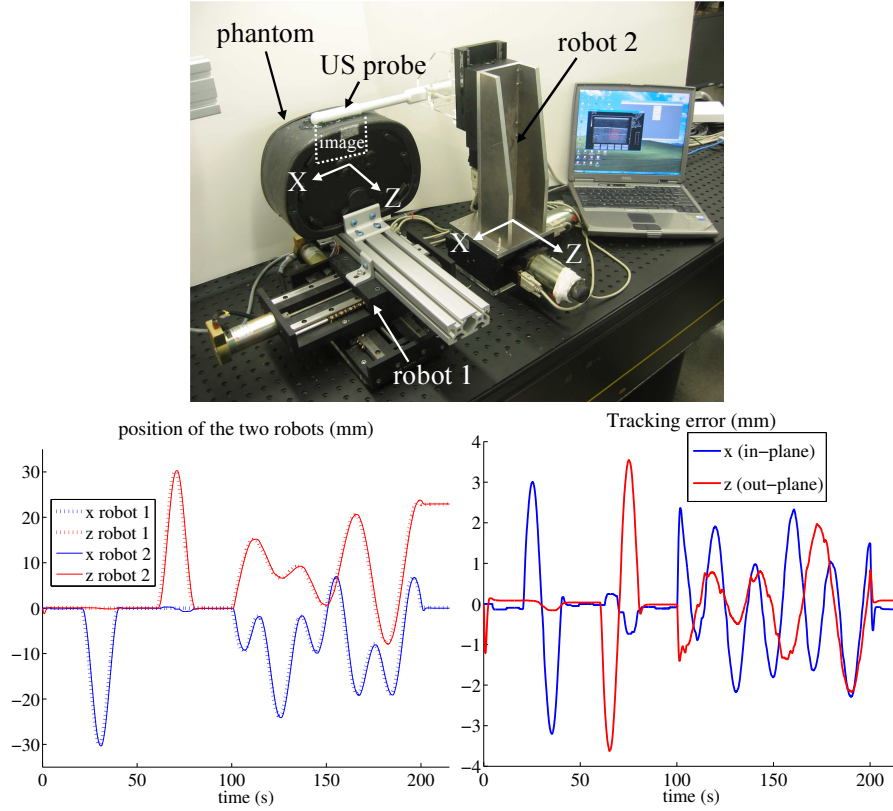 phantom
US probe
robot 2
image
X
Z
X
Z
robot 1
position of the two robots (mm)
30
20
10
0
−10
−20
−30
x robot 1
z robot 1
x robot 2
z robot 2
0
50
100
150
200
time (s)
Tracking error (mm)
4
3
2
1
0
−1
−2
−3
−4
x (in−plane)
z (out−plane)
0
50
100
150
200
time (s)